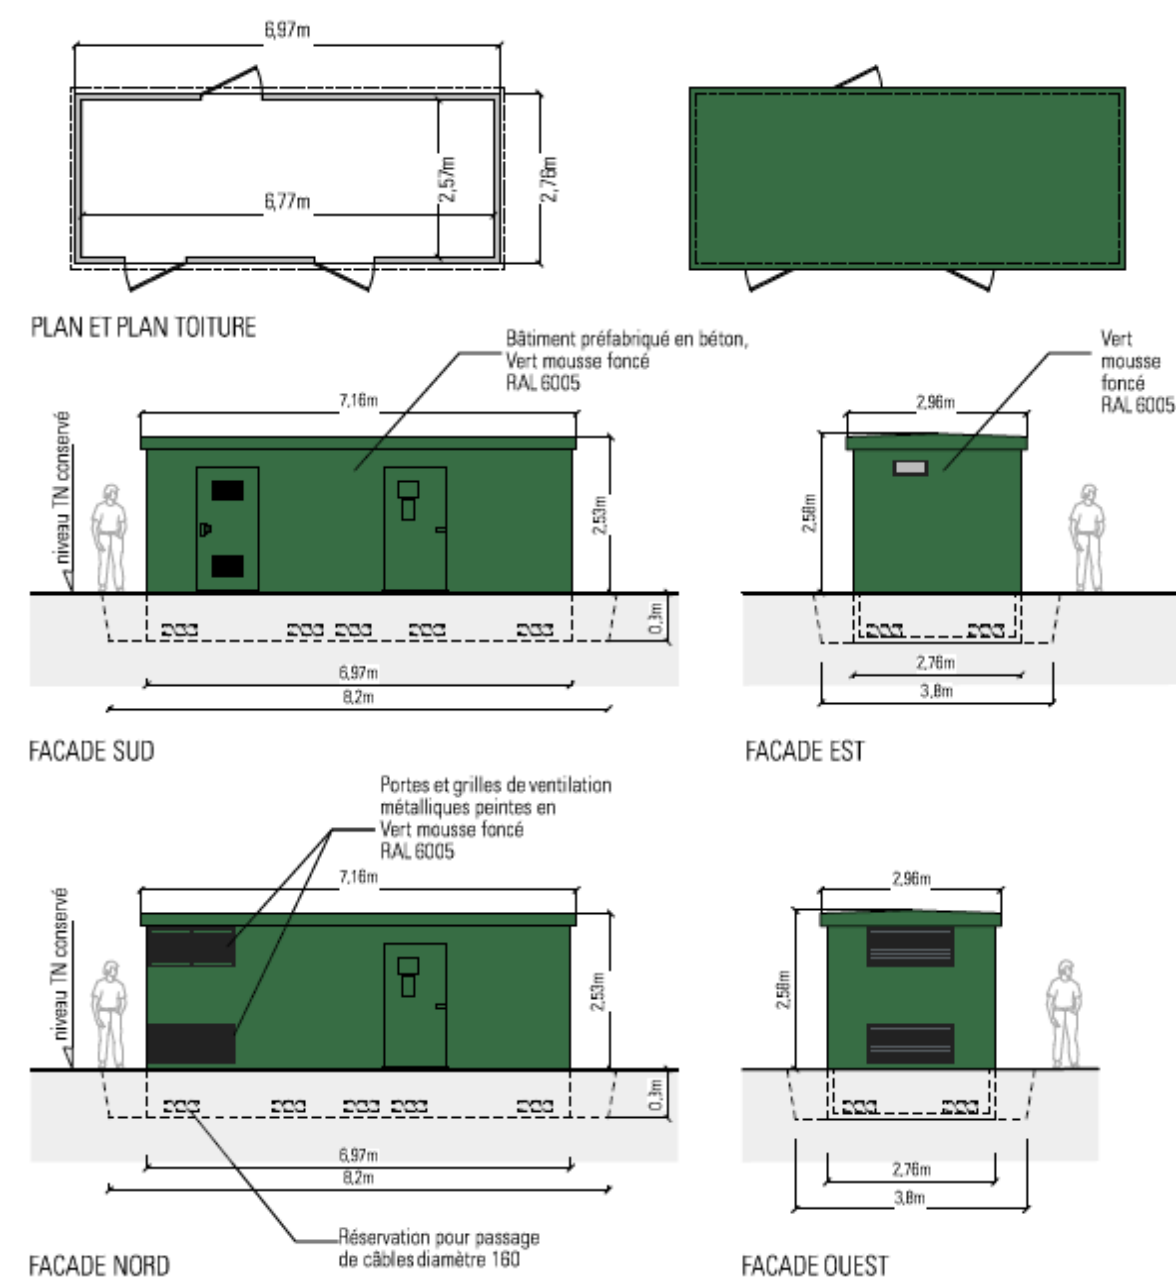 6,97m
2,57m
2,76m
6,77m
PLAN ET PLAN TOITURE
Bâtiment préfabriqué en béton,
Vert mousse foncé
RAL 6005
Vert
mousse
foncé
RAL 6005
7,16m
2,96m
niveau TN conservé
2,53m
2,58m
0,3m
6,97m
8,2m
2,76m
3,8m
FACADE SUD
FACADE EST
Portes et grilles de ventilation
métalliques peintes en
Vert mousse foncé
RAL 6005
7,16m
2,96m
niveau TN conservé
2,53m
2,58m
0,3m
6,97m
8,2m
2,76m
3,8m
Réservation pour passage
de câbles diamètre 160
FACADE NORD
FACADE OUEST